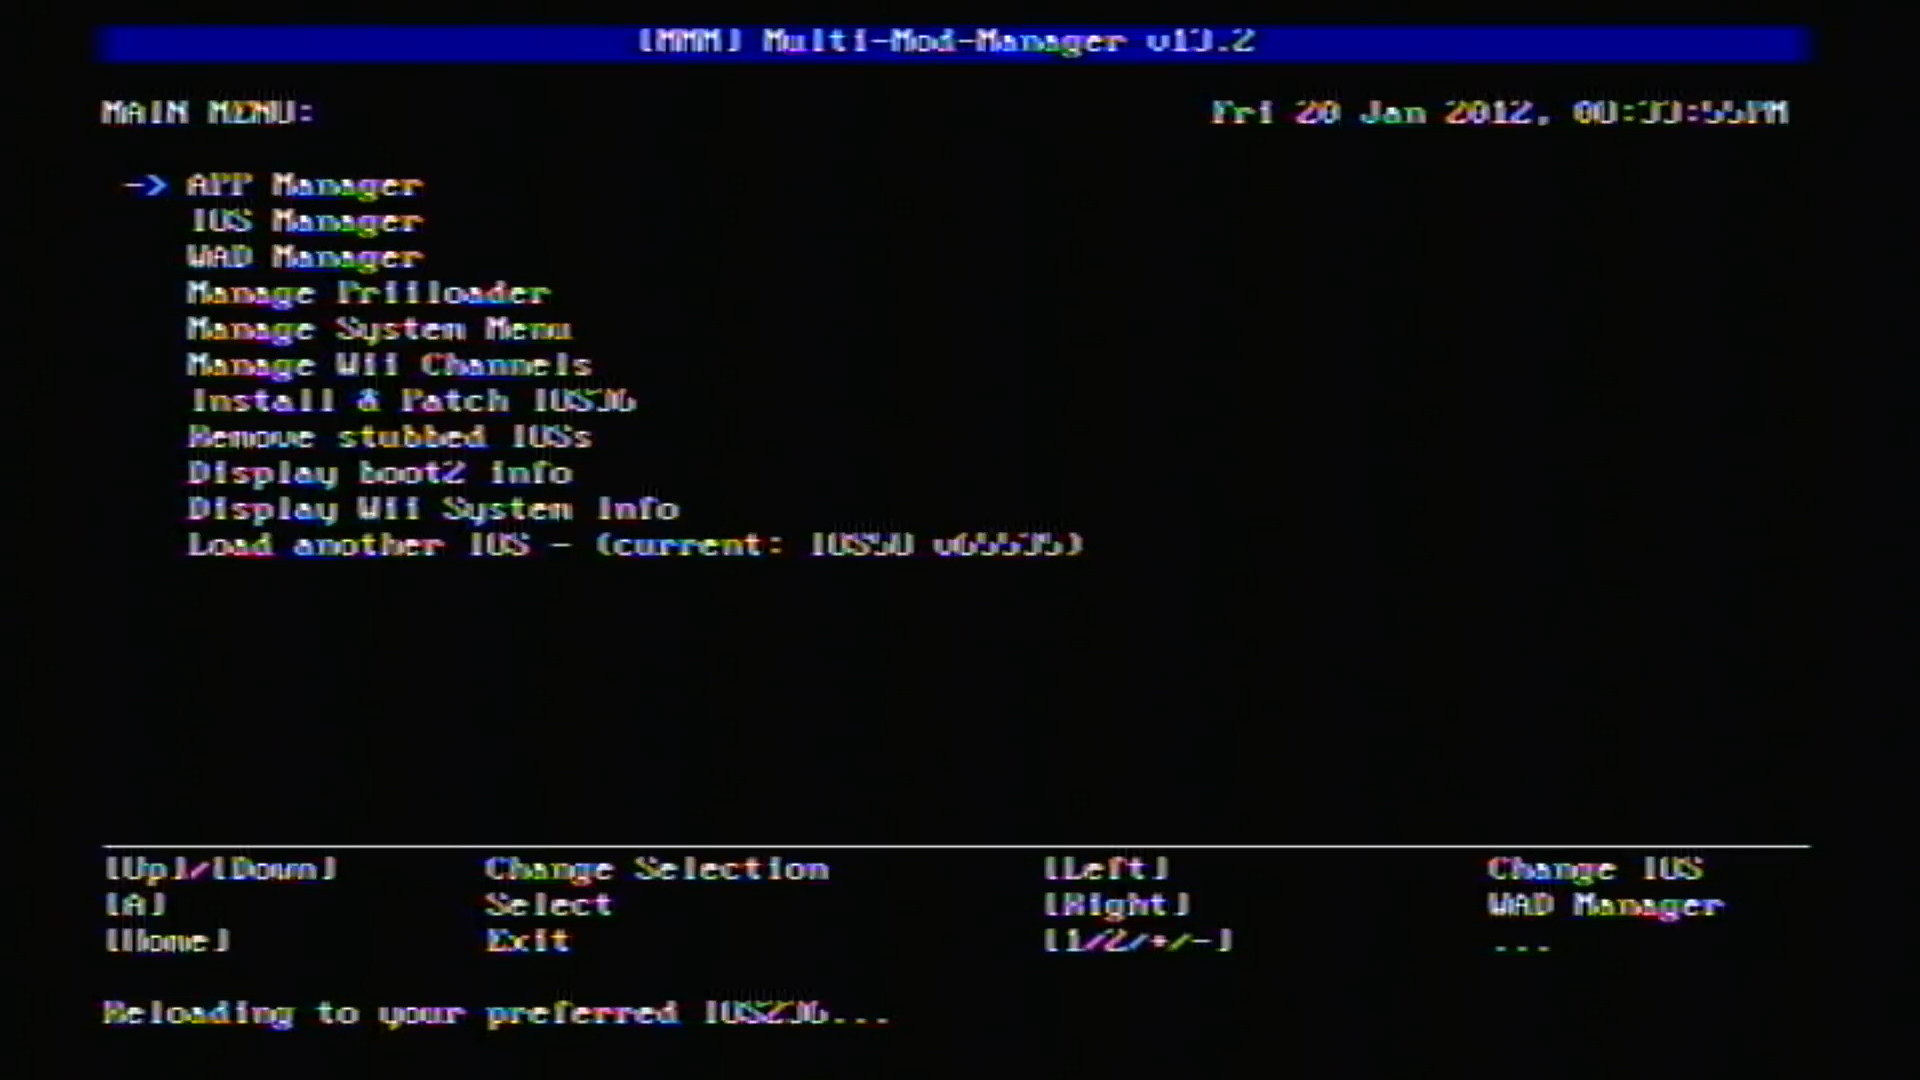 [MMM] Multi-Mod-Manager v13.2
MAIN MENU:
Fri 20 Jan 2012,
-> APP Manager
IOS Manager
WAD Manager
Manage Priiloader
Manage System Menu
Manage Wii Channels
Install & Patch IOS36
Remove stubbed IOSs
Display boot2 info
Display Wii System Info
Load another IOS - (current: IOS58 v65535)
[Up]/[Down] Change Selection [Left] Change IOS
[A] Select [Right] WAD Manager
[Home] Exit [1/2/+/-] ...
Reloading to your preferred IOS236...